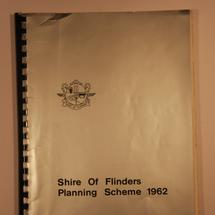 Shire Of Flinders
Planning Scheme 1962